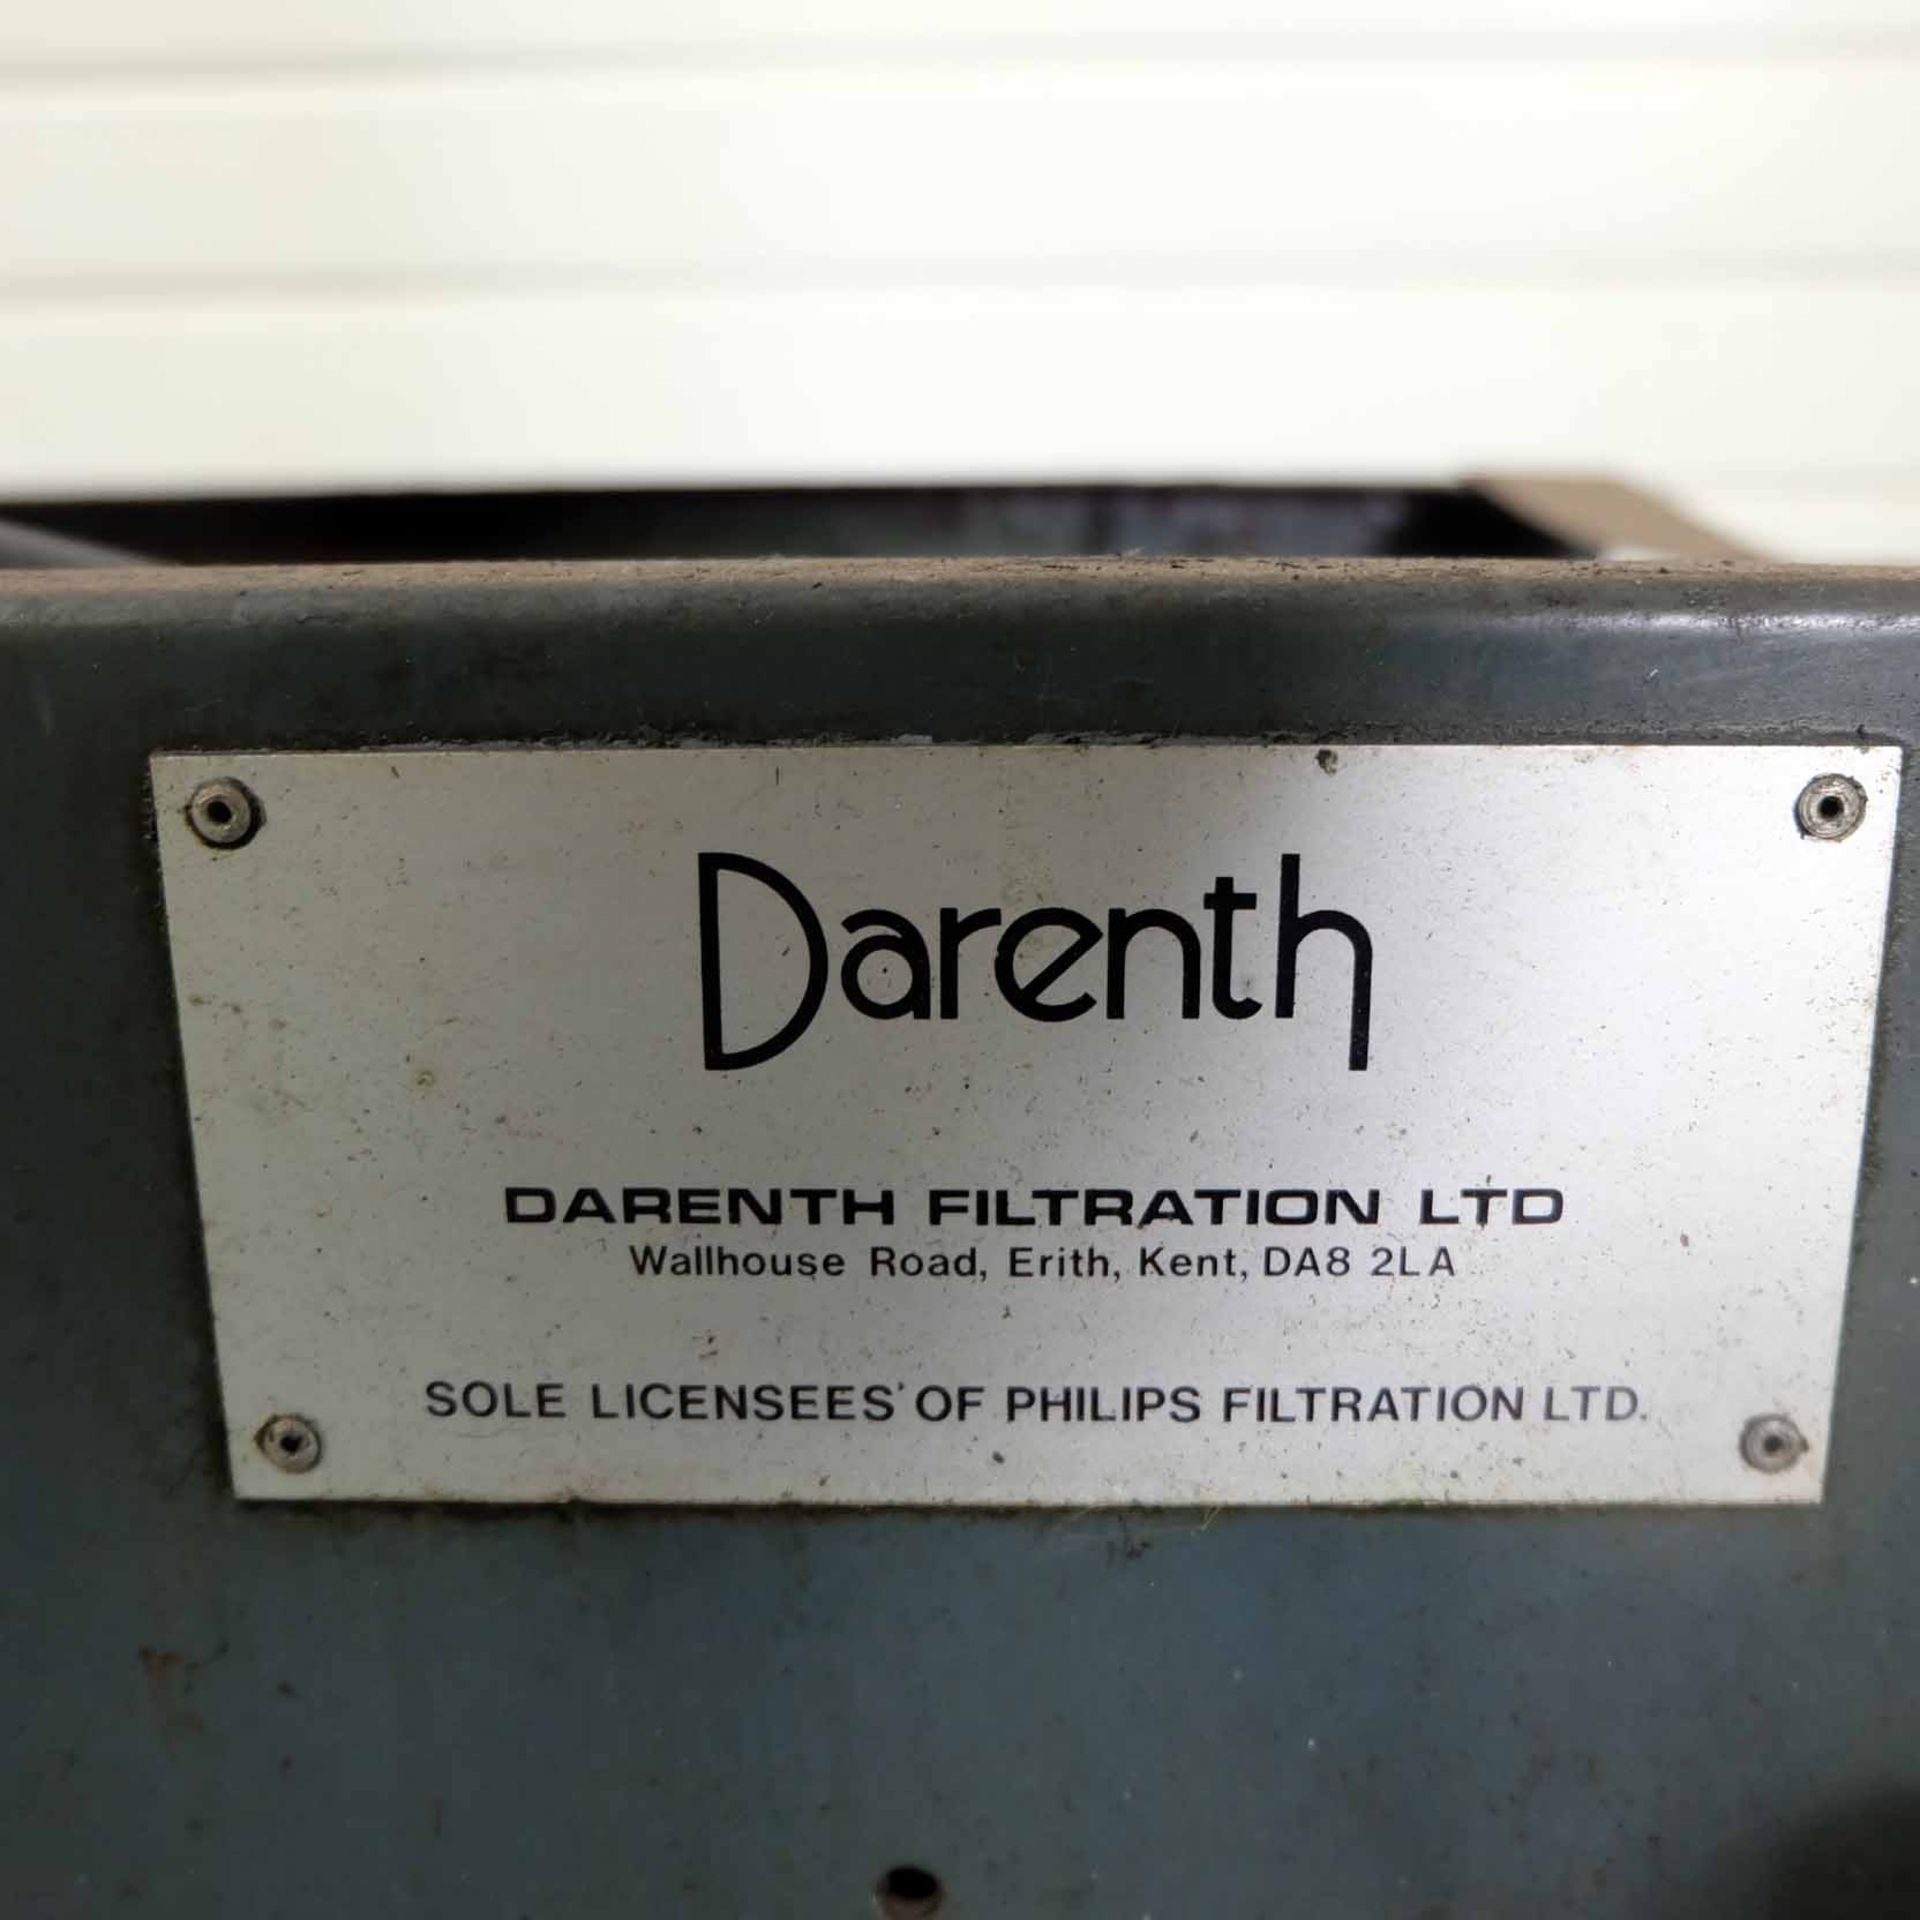 Darenth
DARENTH FILTRATION LTD
Wallhouse Road, Erith, Kent, DA8 2LA
SOLE LICENSEES' OF PHILIPS FILTRATION LTD.